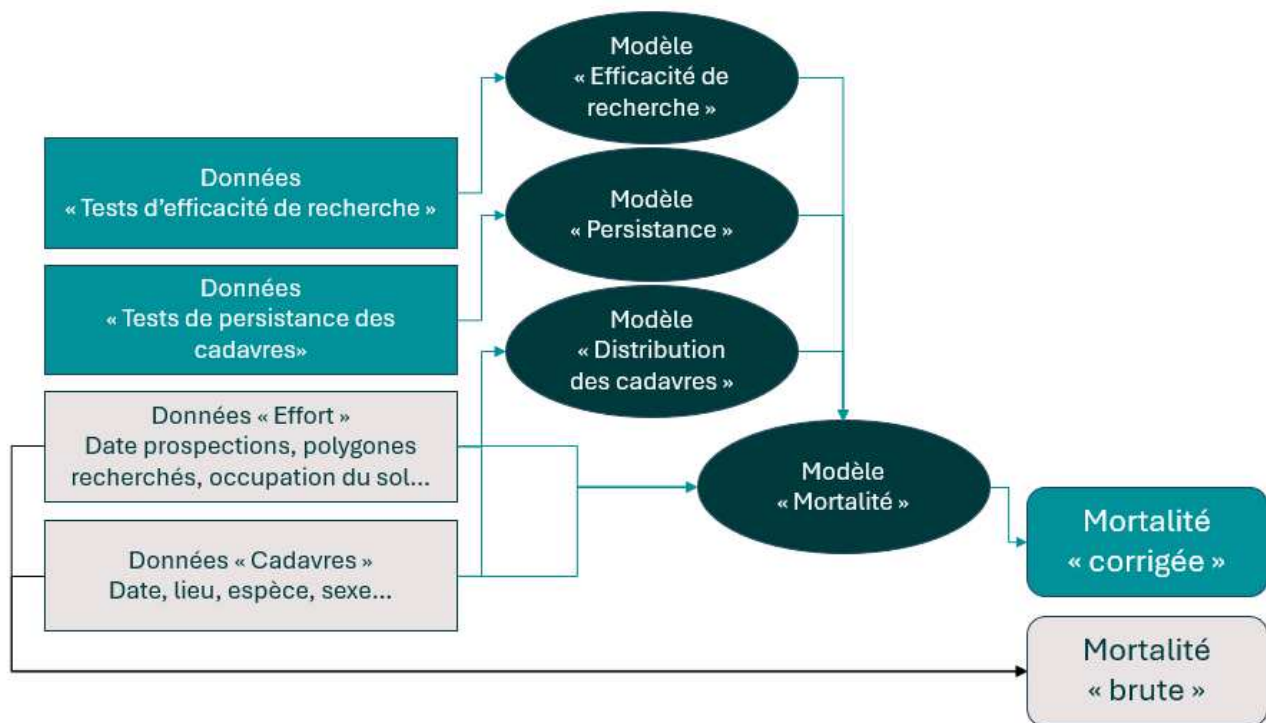 Modèle
« Efficacité de
recherche »
Données
« Tests d'efficacité de recherche »
Modèle
« Persistance »
Données
« Tests de persistance des
cadavres»
Modèle
« Distribution
des cadavres »
Données « Effort »
Date prospections, polygones
recherchés, occupation du sol...
Modèle
« Mortalité »
Données « Cadavres »
Date, lieu, espèce, sexe...
Mortalité
« corrigée »
Mortalité
« brute »